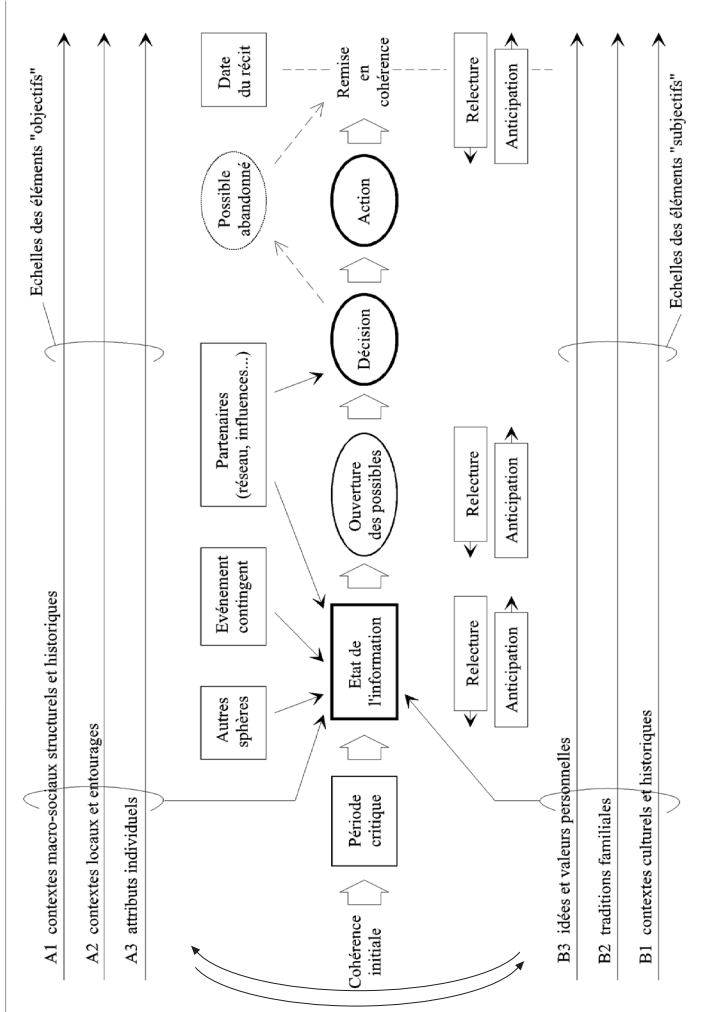 Echelles des éléments "objectifs"
A1 contextes macro-sociaux structurels et historiques
A2 contextes locaux et entourages
A3 attributs individuels
Autres
sphères
Evénement
contingent
Partenaires
(réseau, influences...)
Possible
abandonné
Date
du récit
Cohérence
initiale
Période
critique
Etat de
l'information
Ouverture
des possibles
Décision
Action
Remise
en
cohérence
Relecture
Anticipation
Relecture
Anticipation
Relecture
Anticipation
B3 idées et valeurs personnelles
B2 traditions familiales
B1 contextes culturels et historiques
Echelles des éléments "subjectifs"